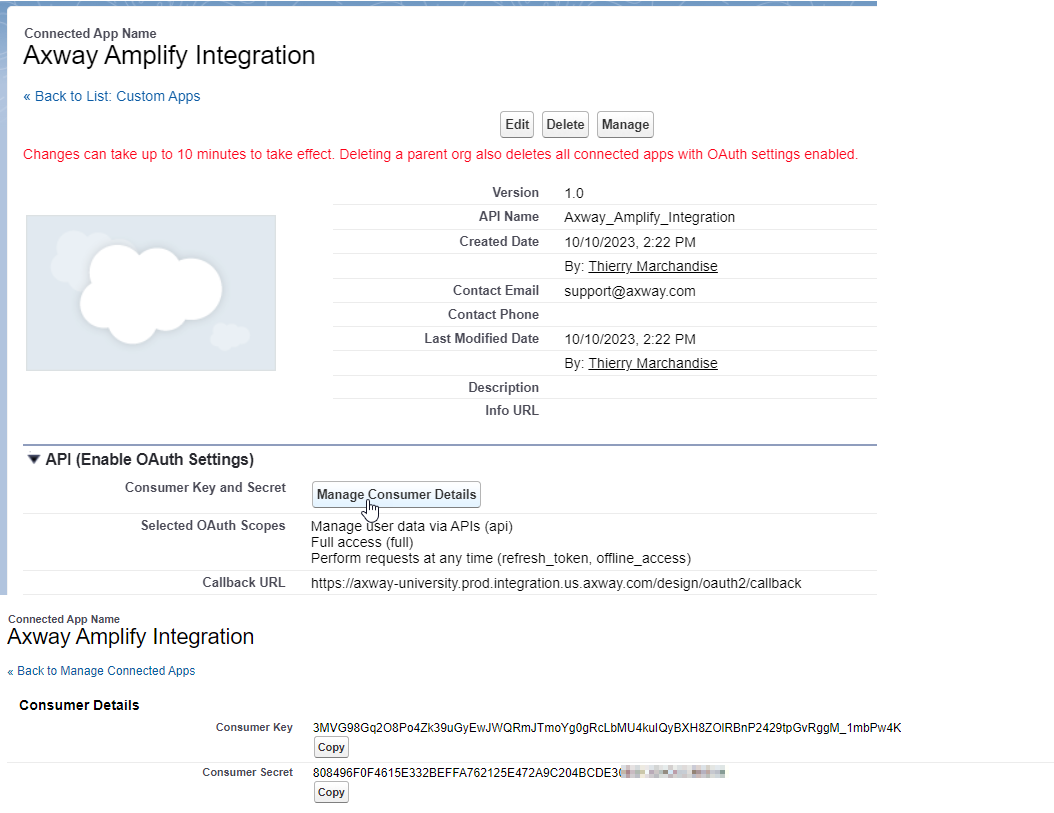 Connected App Name
Axway Amplify Integration
« Back to List: Custom Apps
Edit Delete Manage
Changes can take up to 10 minutes to take effect. Deleting a parent org also deletes all connected apps with OAuth settings enabled.
Version 1.0
API Name Axway_Amplify_Integration
Created Date 10/10/2023, 2:22 PM
By: Thierry Marchandise
Contact Email support@axway.com
Contact Phone
Last Modified Date 10/10/2023, 2:22 PM
By: Thierry Marchandise
Description
Info URL
API (Enable OAuth Settings)
Consumer Key and Secret Manage Consumer Details
Selected OAuth Scopes Manage user data via APIs (api)
Full access (full)
Perform requests at any time (refresh_token, offline_access)
Callback URL https://axway-university.prod.integration.us.axway.com/design/oauth2/callback
Connected App Name
Axway Amplify Integration
« Back to Manage Connected Apps
Consumer Details
Consumer Key 3MVG98Gq2O8Po4Zk39uGyEwJWQRmJTmoYg0gRcLbMU4kuIQyBXH8ZOlRBnP2429tpGvRggM_1mbPw4K
Copy
Consumer Secret 808496F0F4615E332BEFFA762125E472A9C204BCDE3
Copy